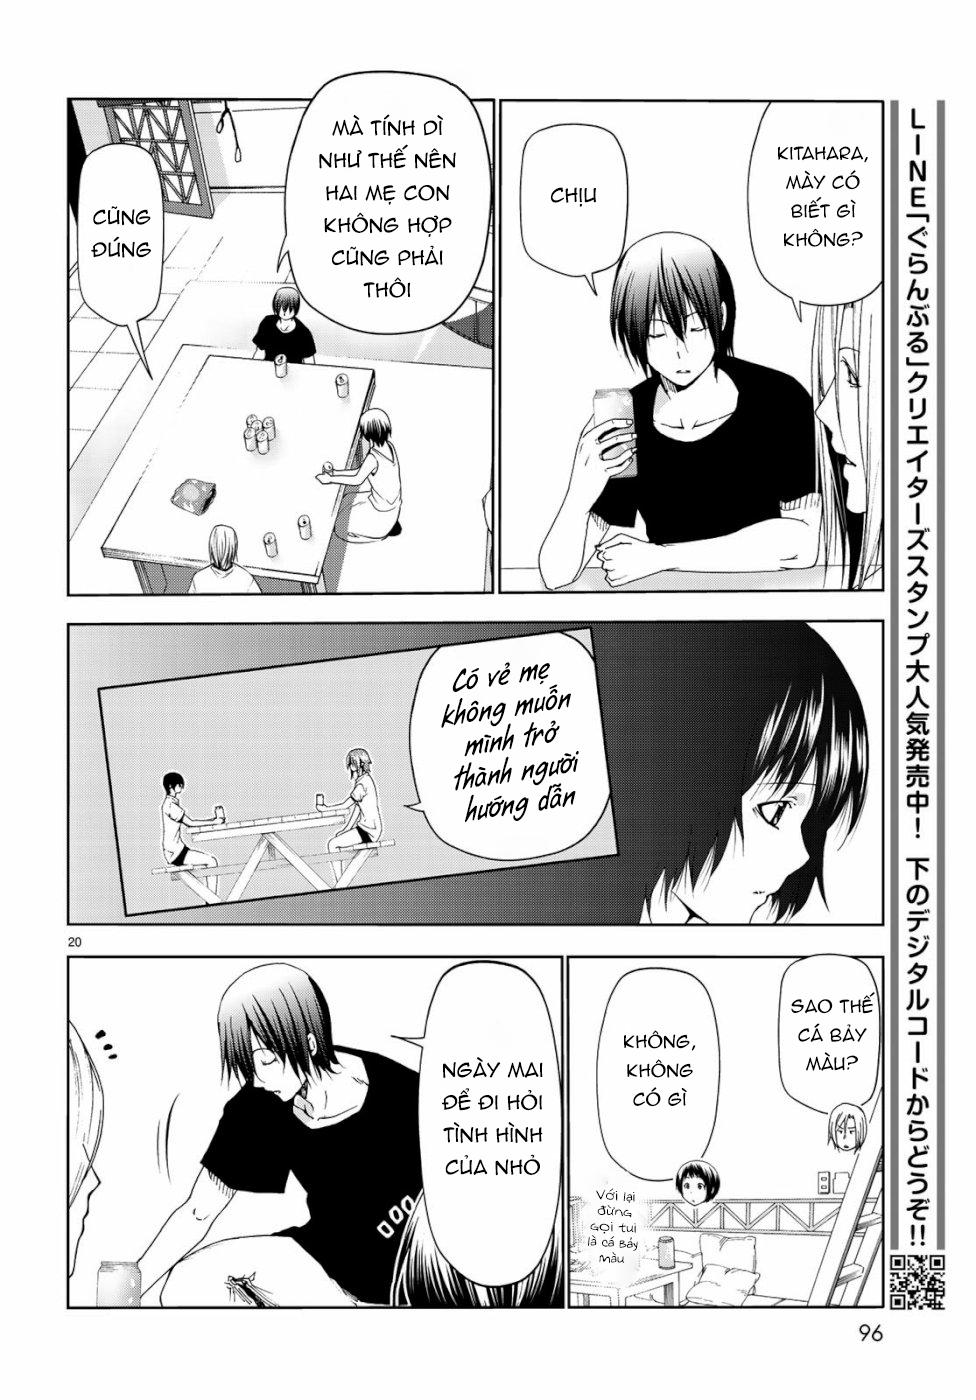 KITAHARA,
MÀY CÓ
BIẾT GÌ
KHÔNG?
CHỊU
MÀ TÍNH DÌ
NHƯ THẾ NÊN
HAI MẸ CON
KHÔNG HỢP
CŨNG PHẢI
THÔI
CŨNG
ĐÚNG
Có vẻ mẹ
không muốn
mình trở
thành người
hướng dẫn
20
SAO THẾ
CÁ BẢY
MÀU?
KHÔNG,
KHÔNG
CÓ GÌ
Với lại
đừng
gọi tui
là cá bảy
màu
NGÀY MAI
ĐỂ ĐI HỎI
TÌNH HÌNH
CỦA NHỎ
LINE「ぐらんぶる」クリエイターズスタンプ大人気発売中! 下のデジタルコードからどうぞ!!
96